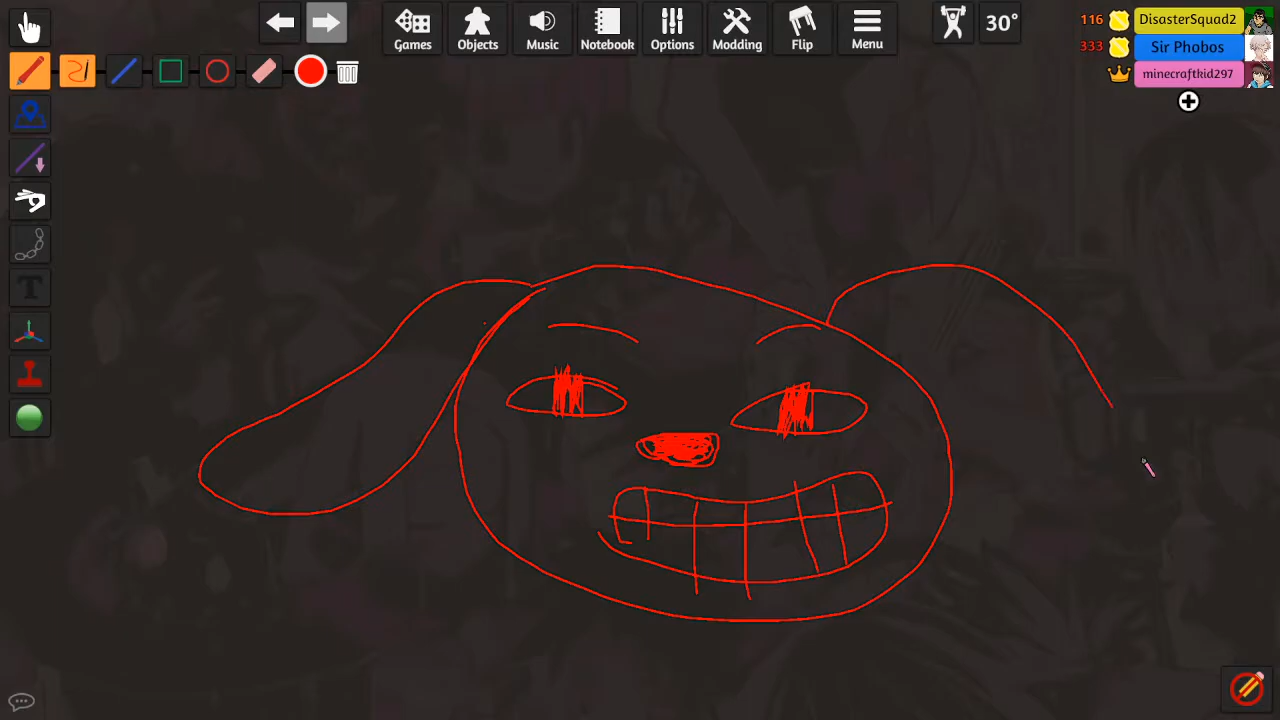 Games Objects Music Notebook Options Modding Flip 30° Menu
116 DisasterSquad2
333 Sir Phobos
minecraftkid297
T